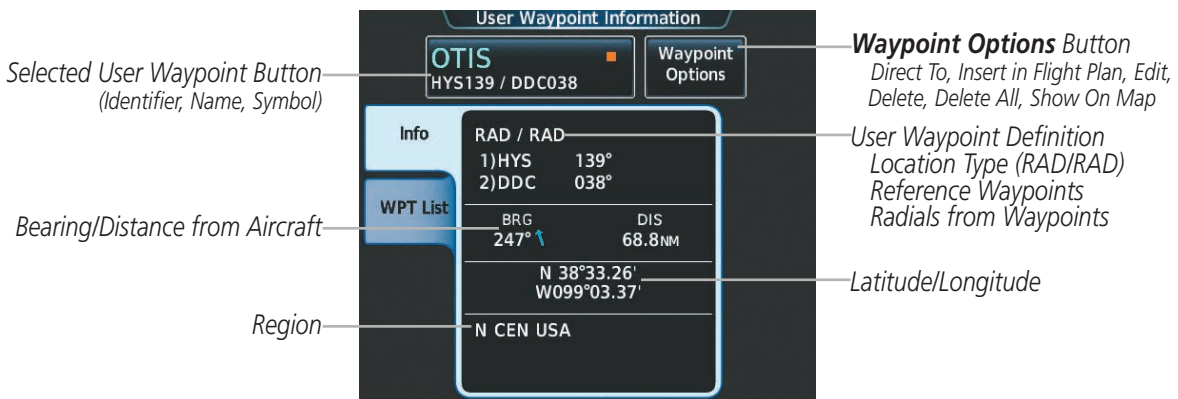 User Waypoint Information
OTIS
HYS139 / DDC038
Waypoint
Options
Selected User Waypoint Button
(Identifier, Name, Symbol)
Waypoint Options Button
Direct To, Insert in Flight Plan, Edit,
Delete, Delete All, Show On Map
Info
WPT List
RAD / RAD
1)HYS 139°
2)DDC 038°
User Waypoint Definition
Location Type (RAD/RAD)
Reference Waypoints
Radials from Waypoints
Bearing/Distance from Aircraft
BRG DIS
247° 68.8NM
N 38°33.26'
W099°03.37'
Latitude/Longitude
Region
N CEN USA